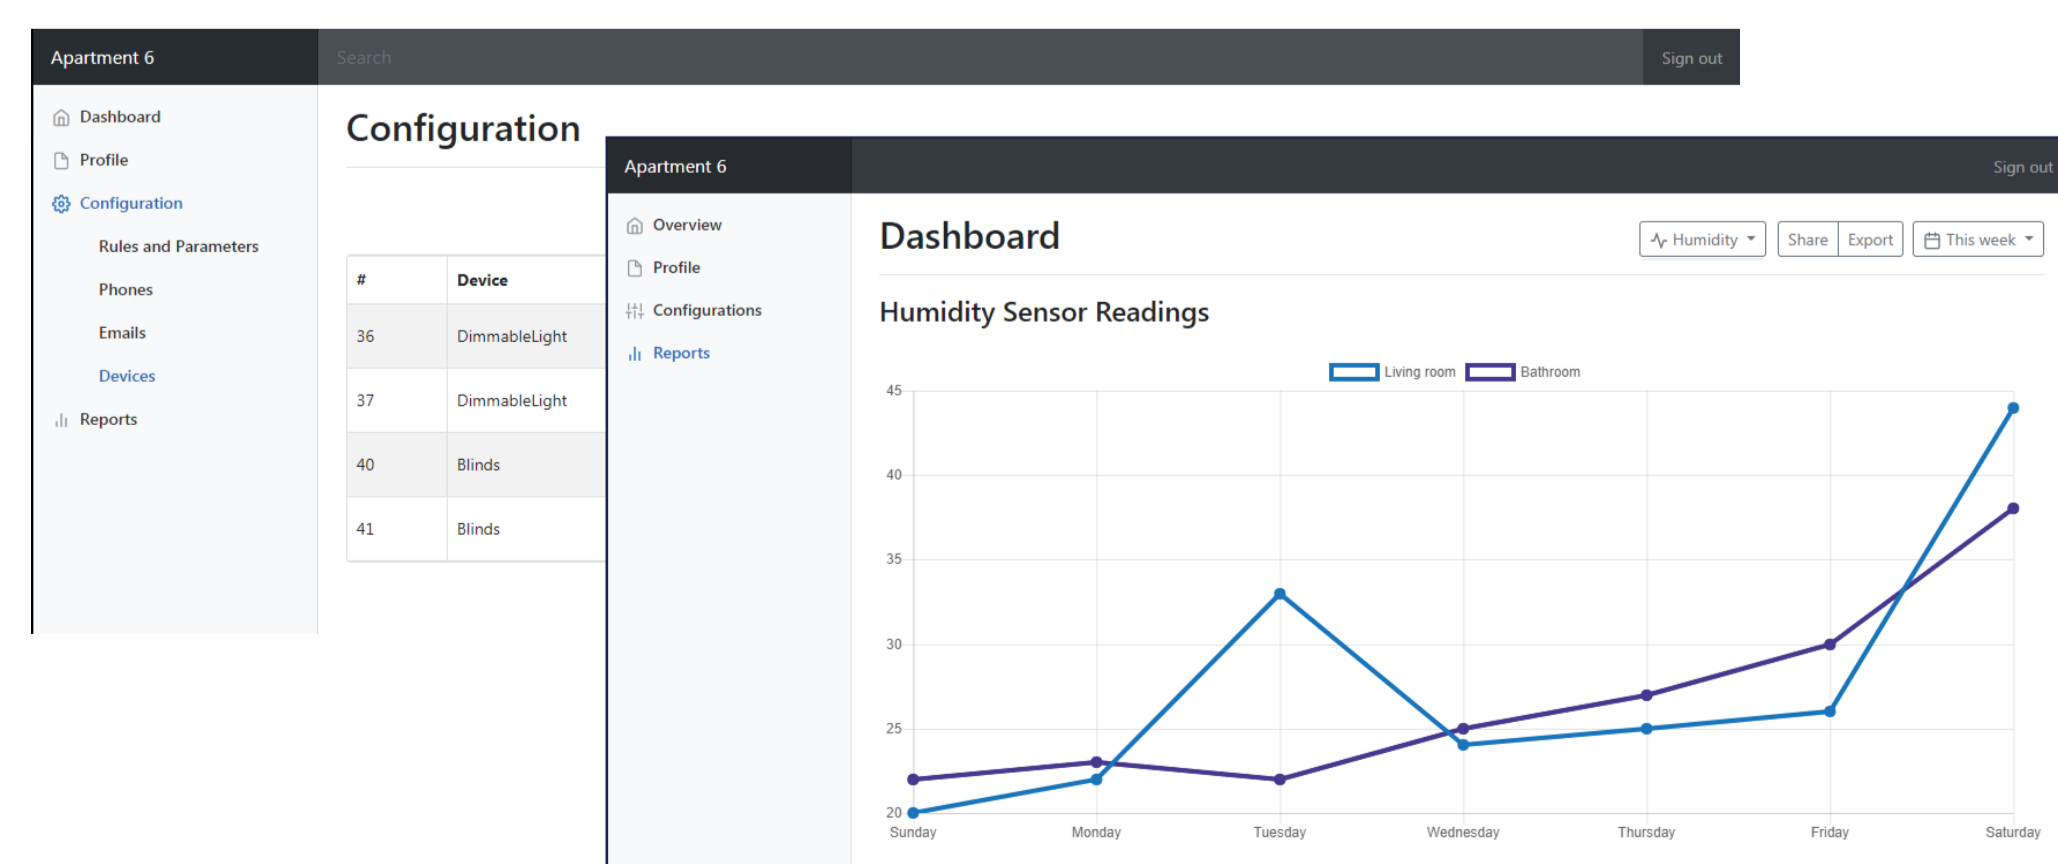 Apartment 6
Search
Sign out
Dashboard
Profile
Configuration
Rules and Parameters
Phones
Emails
Devices
Reports
Configuration
# Device
36 DimmableLight
37 DimmableLight
40 Blinds
41 Blinds
Apartment 6
Sign out
Overview
Profile
Configurations
Reports
Dashboard
Humidity
Share
Export
This week
Humidity Sensor Readings
Living room Bathroom
45
40
35
30
25
20
Sunday Monday Tuesday Wednesday Thursday Friday Saturday